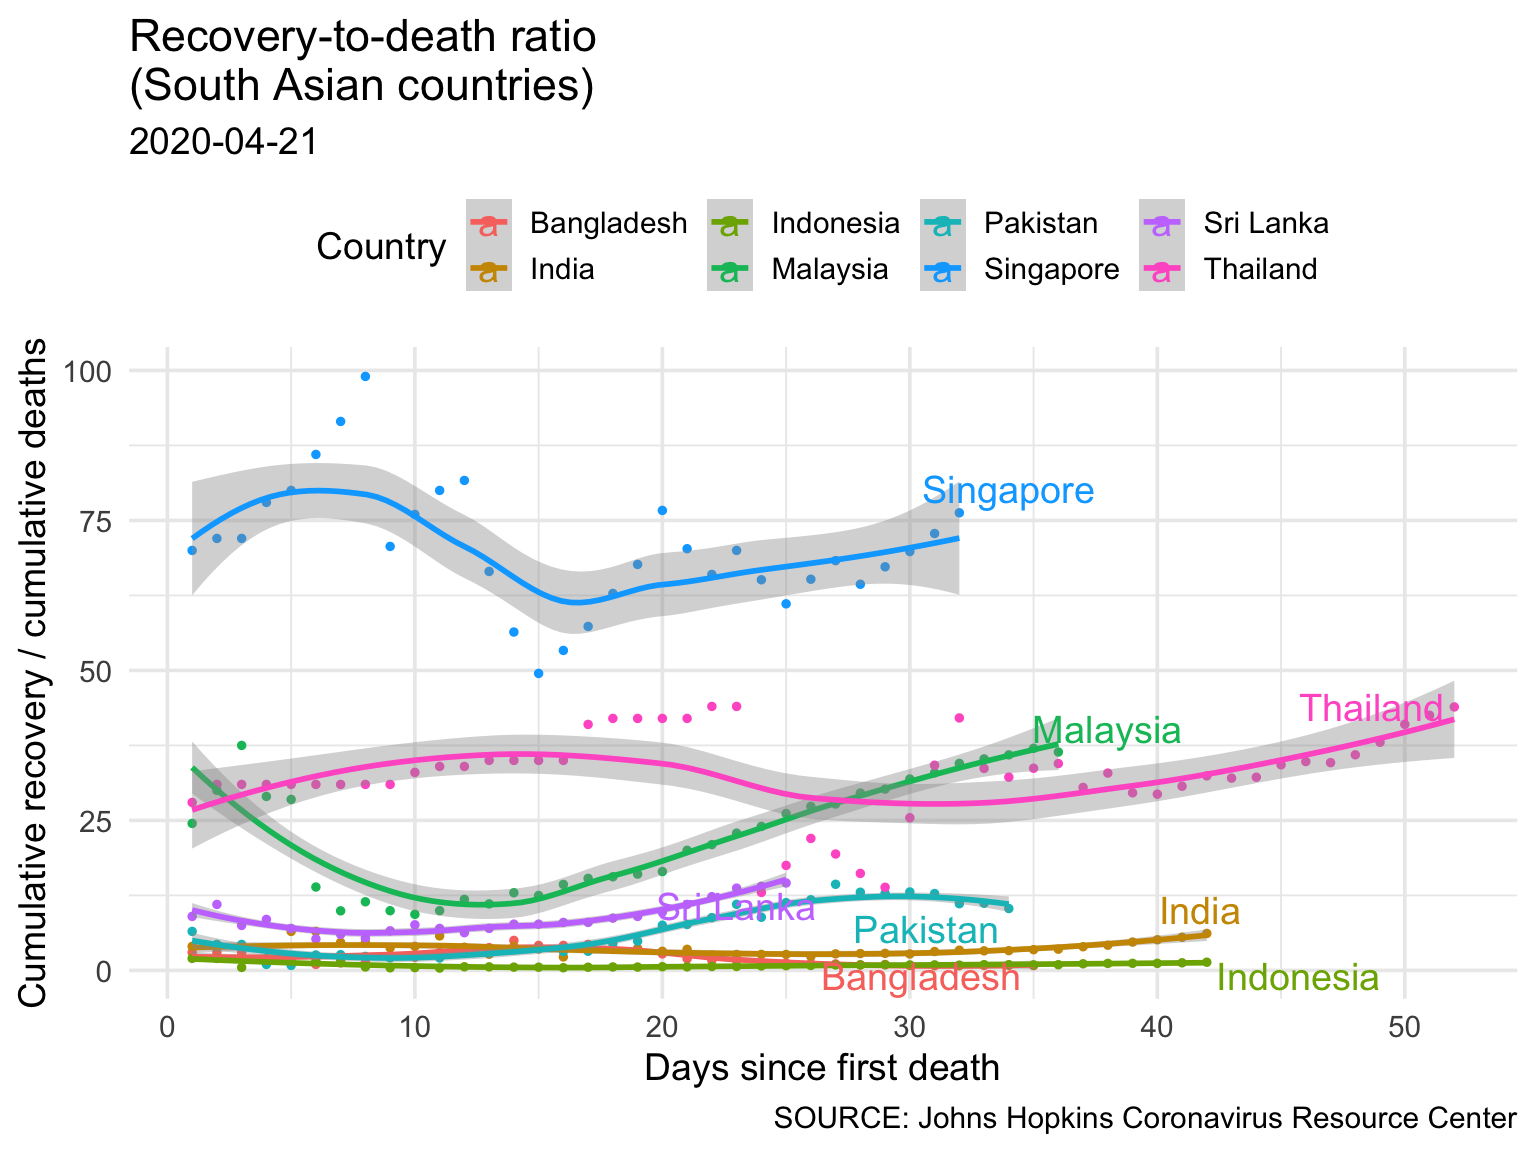 Recovery-to-death ratio
(South Asian countries)
2020-04-21
Country
a Bangladesh a Indonesia a Pakistan a Sri Lanka
a India a Malaysia a Singapore a Thailand
Cumulative recovery / cumulative deaths
100
75
50
25
0
Singapore
Thailand
Malaysia
Sri Lanka
India
Pakistan
Bangladesh
Indonesia
0 10 20 30 40 50
Days since first death
SOURCE: Johns Hopkins Coronavirus Resource Center